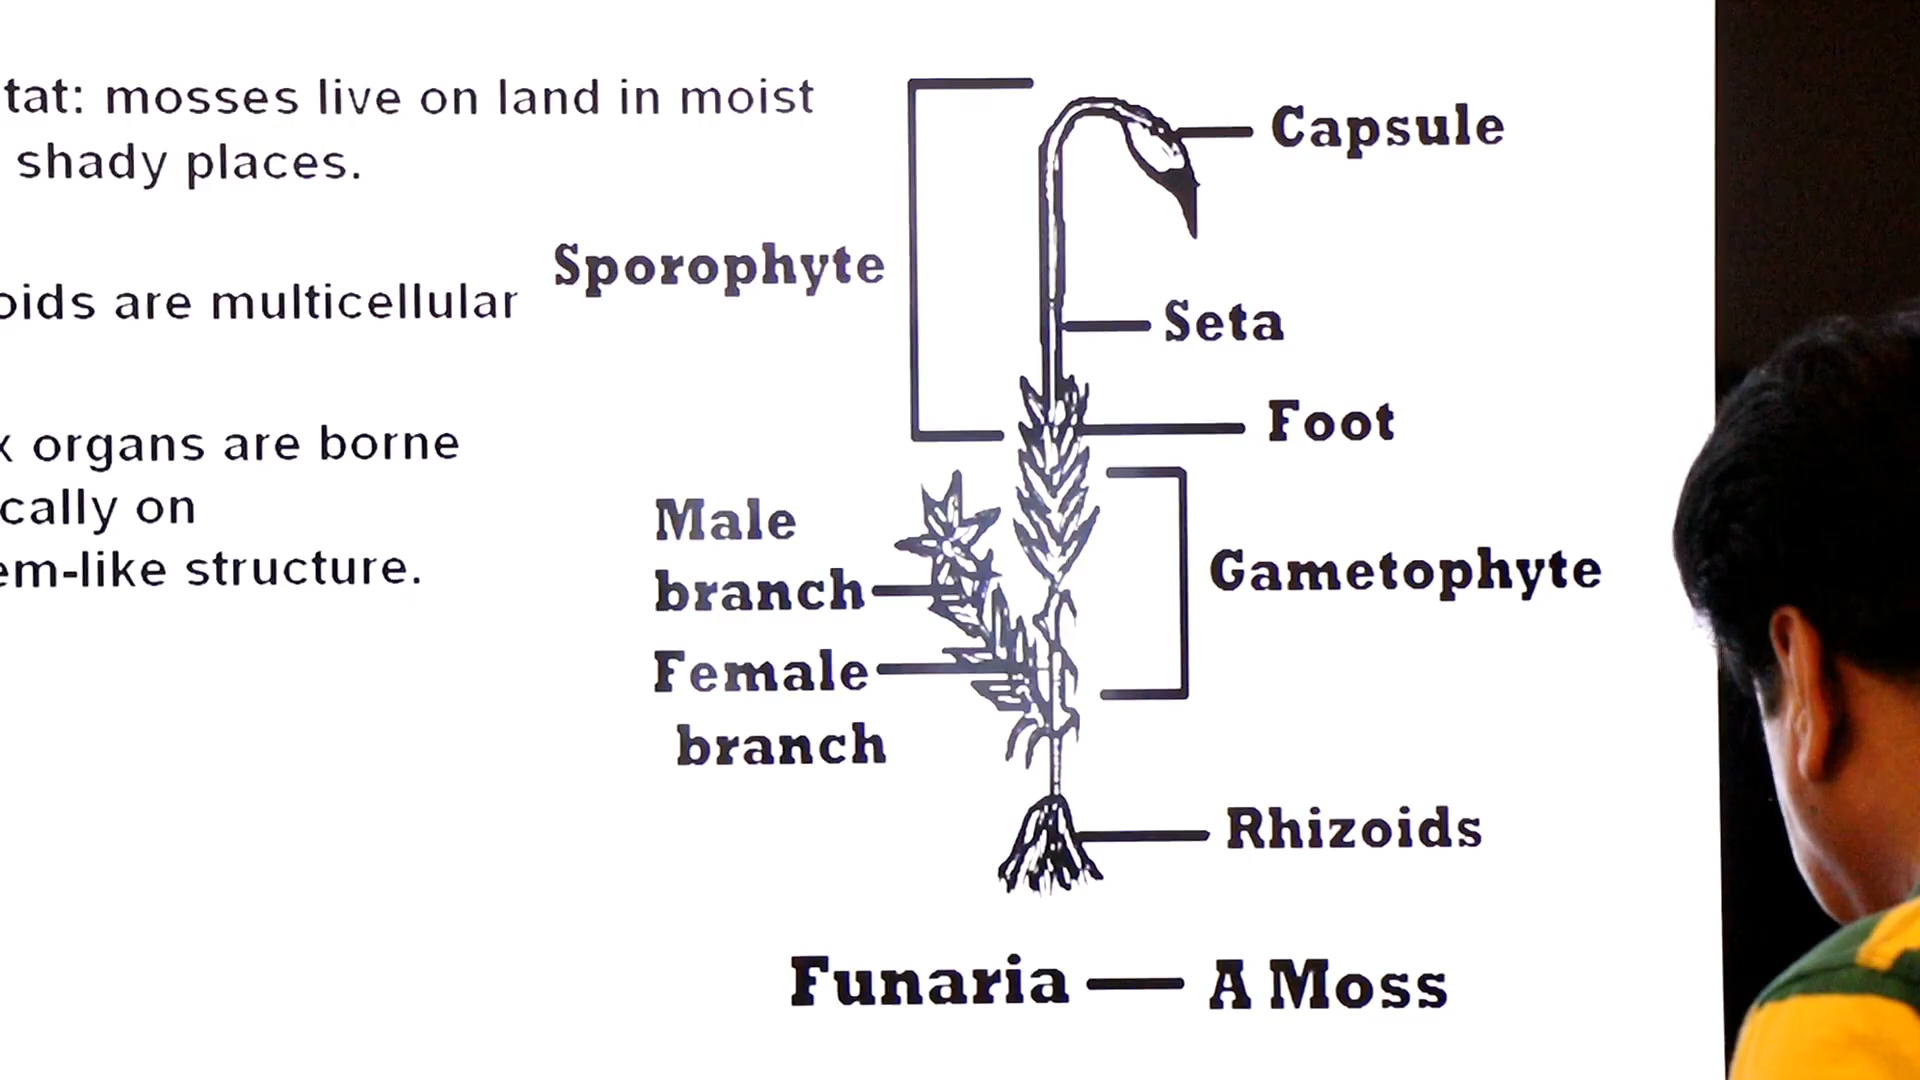 tat: mosses live on land in moist
shady places.
oids are multicellular
organs are borne
cally on
em-like structure.
Capsule
Sporophyte
Seta
Foot
Male
branch
Gametophyte
Female
branch
Rhizoids
Funaria — A Moss